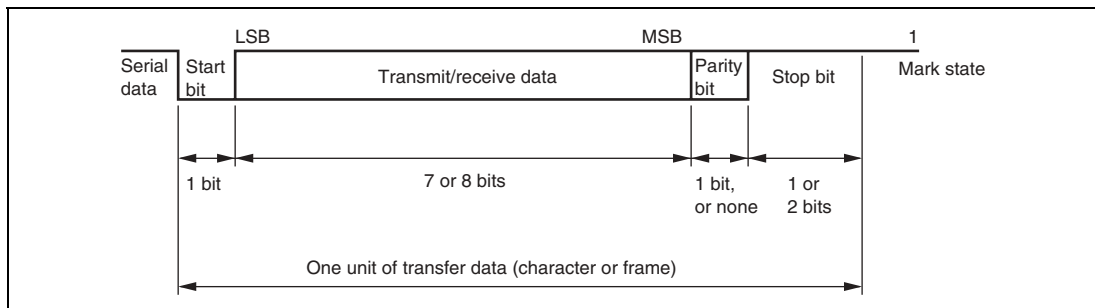 LSB
MSB
1
Serial data
Start bit
Transmit/receive data
Parity bit
Stop bit
Mark state
1 bit
7 or 8 bits
1 bit, or none
1 or 2 bits
One unit of transfer data (character or frame)